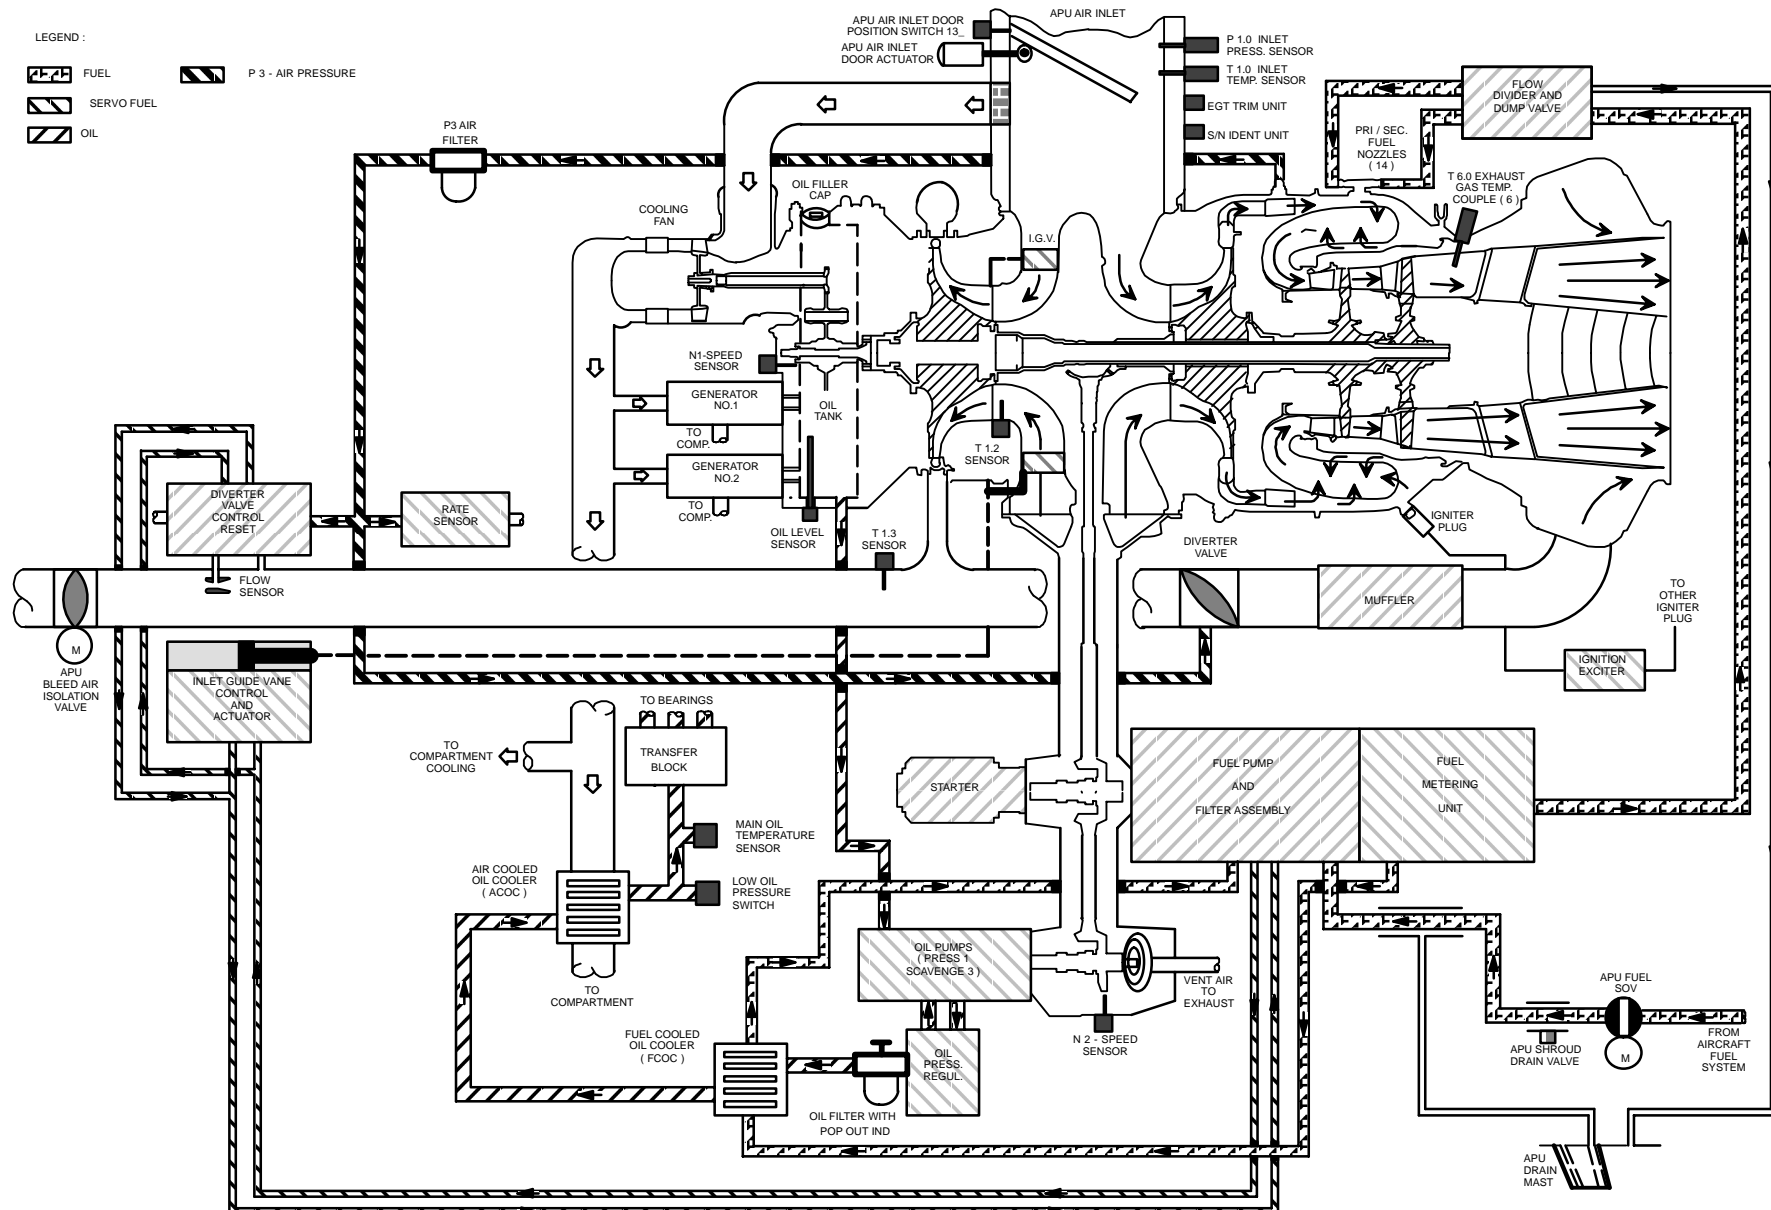 LEGEND :
FUEL
P 3 - AIR PRESSURE
SERVO FUEL
OIL
APU AIR INLET DOOR
POSITION SWITCH 13_
APU AIR INLET
DOOR ACTUATOR
APU AIR INLET
P 1.0 INLET
PRESS. SENSOR
T 1.0 INLET
TEMP. SENSOR
EGT TRIM UNIT
S/N IDENT UNIT
FLOW
DIVIDER AND
DUMP VALVE
PRI / SEC.
FUEL
NOZZLES
( 14 )
T 6.0 EXHAUST
GAS TEMP.
COUPLE ( 6 )
P3 AIR
FILTER
COOLING
FAN
OIL FILLER
CAP
I.G.V.
N1-SPEED
SENSOR
GENERATOR
NO.1
TO
COMP.
GENERATOR
NO.2
TO
COMP.
OIL
TANK
T 1.2
SENSOR
OIL LEVEL
SENSOR
T 1.3
SENSOR
DIVERTER
VALVE
CONTROL
RESET
RATE
SENSOR
FLOW
SENSOR
DIVERTER
VALVE
IGNITER
PLUG
MUFFLER
TO
OTHER
IGNITER
PLUG
IGNITION
EXCITER
M
APU
BLEED AIR
ISOLATION
VALVE
INLET GUIDE VANE
CONTROL
AND
ACTUATOR
TO BEARINGS
TRANSFER
BLOCK
TO
COMPARTMENT
COOLING
STARTER
FUEL PUMP
AND
FILTER ASSEMBLY
FUEL
METERING
UNIT
MAIN OIL
TEMPERATURE
SENSOR
LOW OIL
PRESSURE
SWITCH
AIR COOLED
OIL COOLER
( ACOC )
TO
COMPARTMENT
OIL PUMPS
( PRESS 1
SCAVENGE 3 )
VENT AIR
TO
EXHAUST
N 2 - SPEED
SENSOR
FUEL COOLED
OIL COOLER
( FCOC )
OIL
PRESS.
REGUL.
OIL FILTER WITH
POP OUT IND
APU FUEL
SOV
M
APU SHROUD
DRAIN VALVE
FROM
AIRCRAFT
FUEL
SYSTEM
APU
DRAIN
MAST